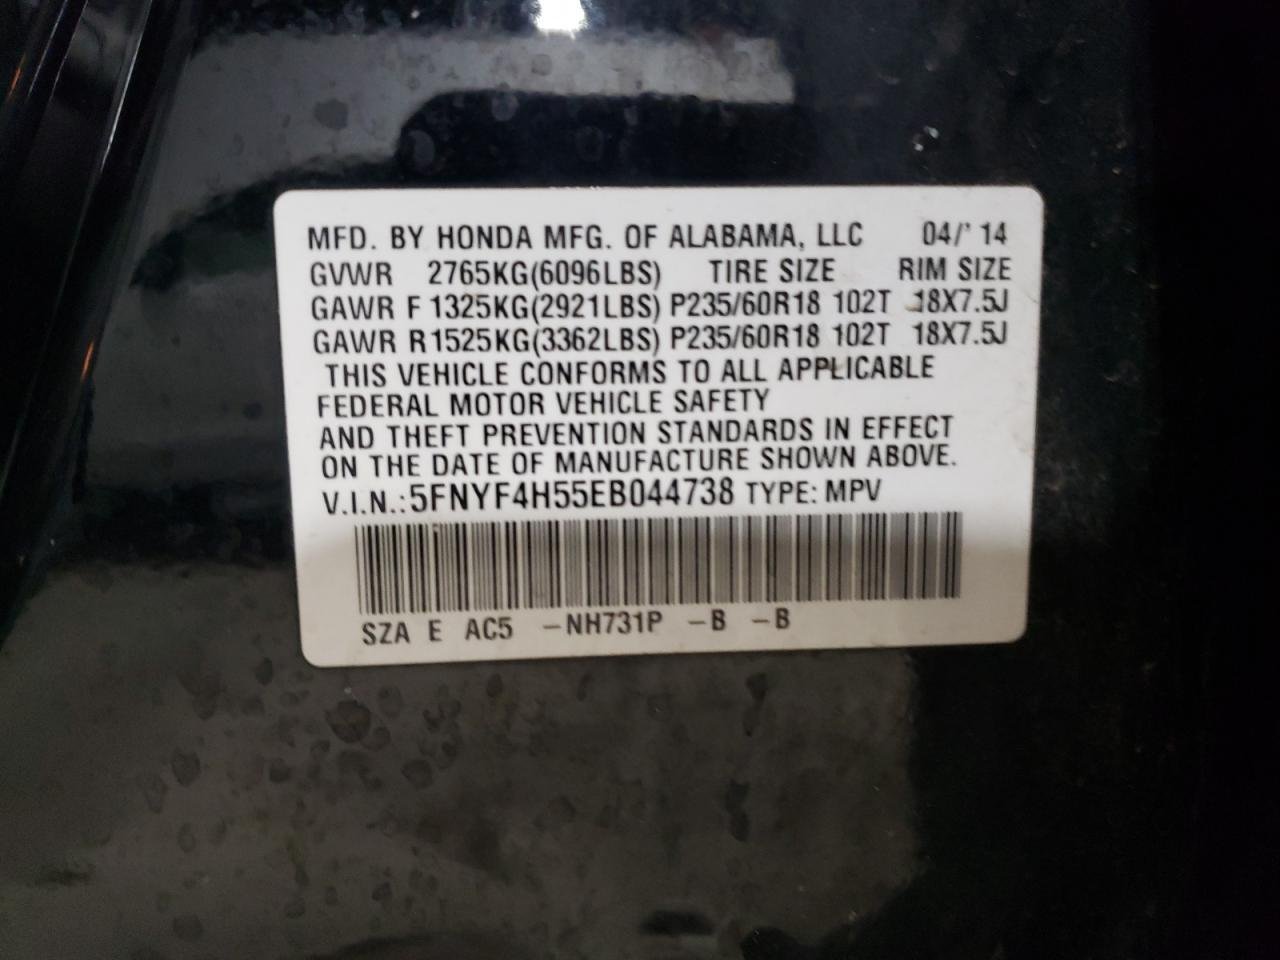 MFD. BY HONDA MFG. OF ALABAMA, LLC 04/' 14
GVWR 2765KG(6096LBS) TIRE SIZE RIM SIZE
GAWR F 1325KG(2921LBS) P235/60R18 102T 18X7.5J
GAWR R1525KG(3362LBS) P235/60R18 102T 18X7.5J
THIS VEHICLE CONFORMS TO ALL APPLICABLE
FEDERAL MOTOR VEHICLE SAFETY
AND THEFT PREVENTION STANDARDS IN EFFECT
ON THE DATE OF MANUFACTURE SHOWN ABOVE.
V.I.N.:5FNYF4H55EB044738 TYPE: MPV
SZA E AC5 -NH731P -B -B